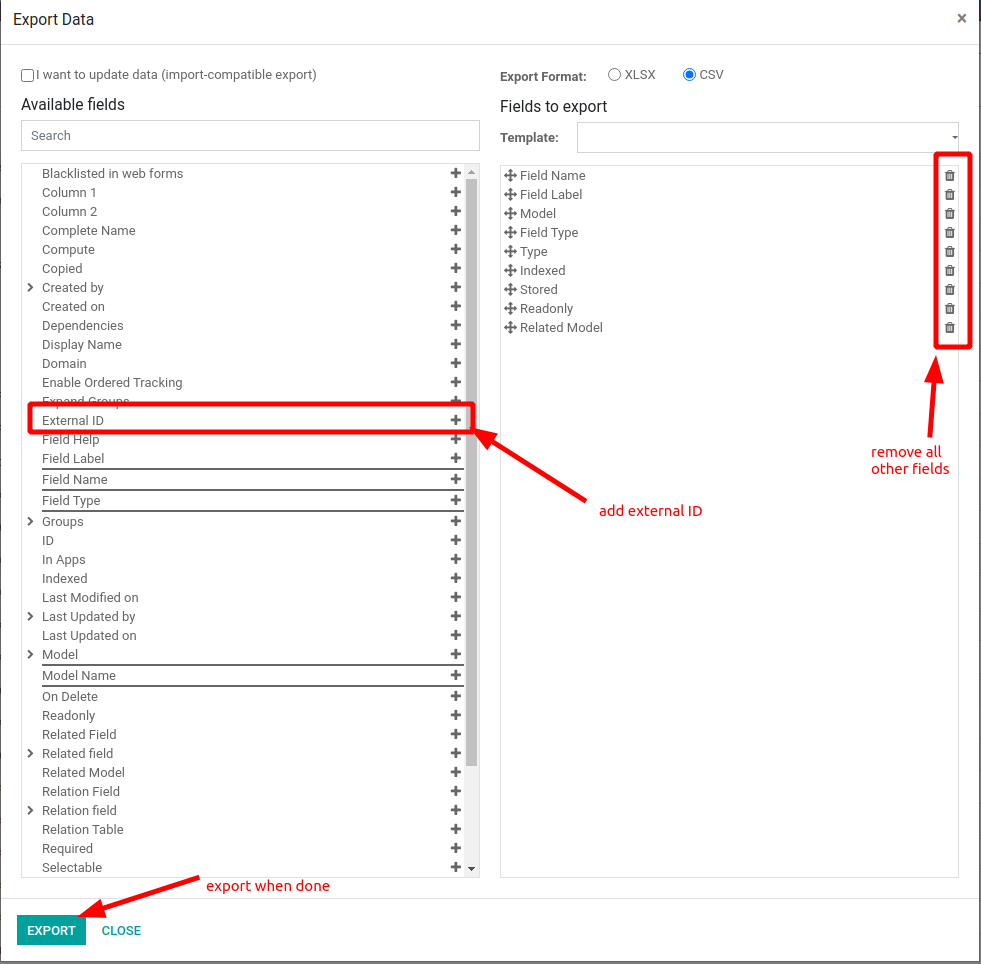 Export Data
×
I want to update data (import-compatible export)
Export Format:
XLSX
CSV
Available fields
Search
Blacklisted in web forms
Column 1
Column 2
Complete Name
Compute
Copied
Created by
Created on
Dependencies
Display Name
Domain
Enable Ordered Tracking
Expand Groups
External ID
Field Help
Field Label
Field Name
Field Type
Groups
ID
In Apps
Indexed
Last Modified on
Last Updated by
Last Updated on
Model
Model Name
On Delete
Readonly
Related Field
Related field
Related Model
Relation Field
Relation field
Relation Table
Required
Selectable
Fields to export
Template:
Field Name
Field Label
Model
Field Type
Type
Indexed
Stored
Readonly
Related Model
remove all
other fields
add external ID
export when done
EXPORT
CLOSE